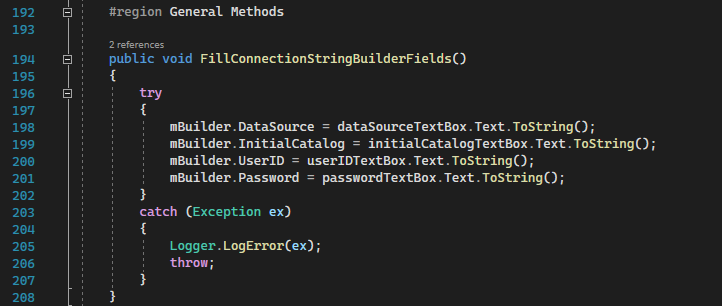 192 #region General Methods
193
2 references
194 public void FillConnectionStringBuilderFields()
195 {
196 try
197 {
198 mBuilder.DataSource = dataSourceTextBox.Text.ToString();
199 mBuilder.InitialCatalog = initialCatalogTextBox.Text.ToString();
200 mBuilder.UserID = userIDTextBox.Text.ToString();
201 mBuilder.Password = passwordTextBox.Text.ToString();
202 }
203 catch (Exception ex)
204 {
205 Logger.LogError(ex);
206 throw;
207 }
208 }